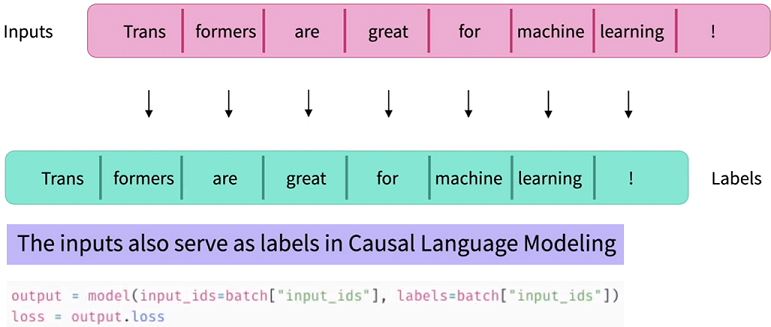 Inputs Trans formers are great for machine learning !
Trans formers are great for machine learning ! Labels
The inputs also serve as labels in Causal Language Modeling
output = model(input_ids=batch["input_ids"], labels=batch["input_ids"])
loss = output.loss